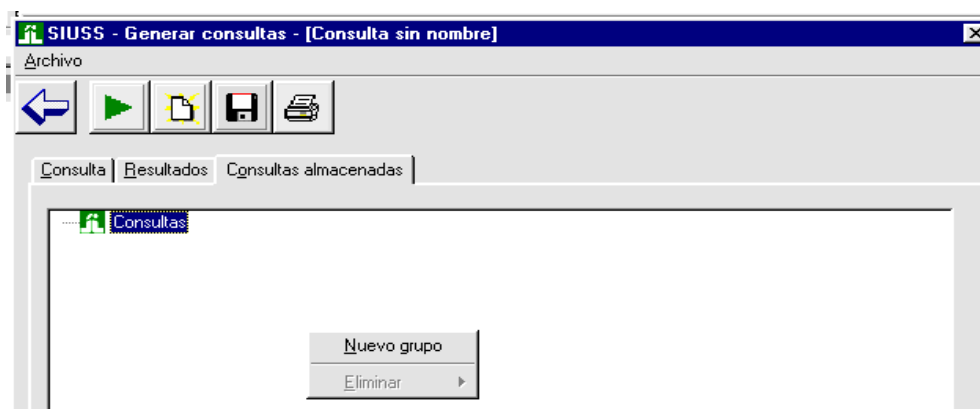 SIUSS - Generar consultas - [Consulta sin nombre]
Archivo
Consulta Resultados Consultas almacenadas
Consultas
Nuevo grupo
Eliminar